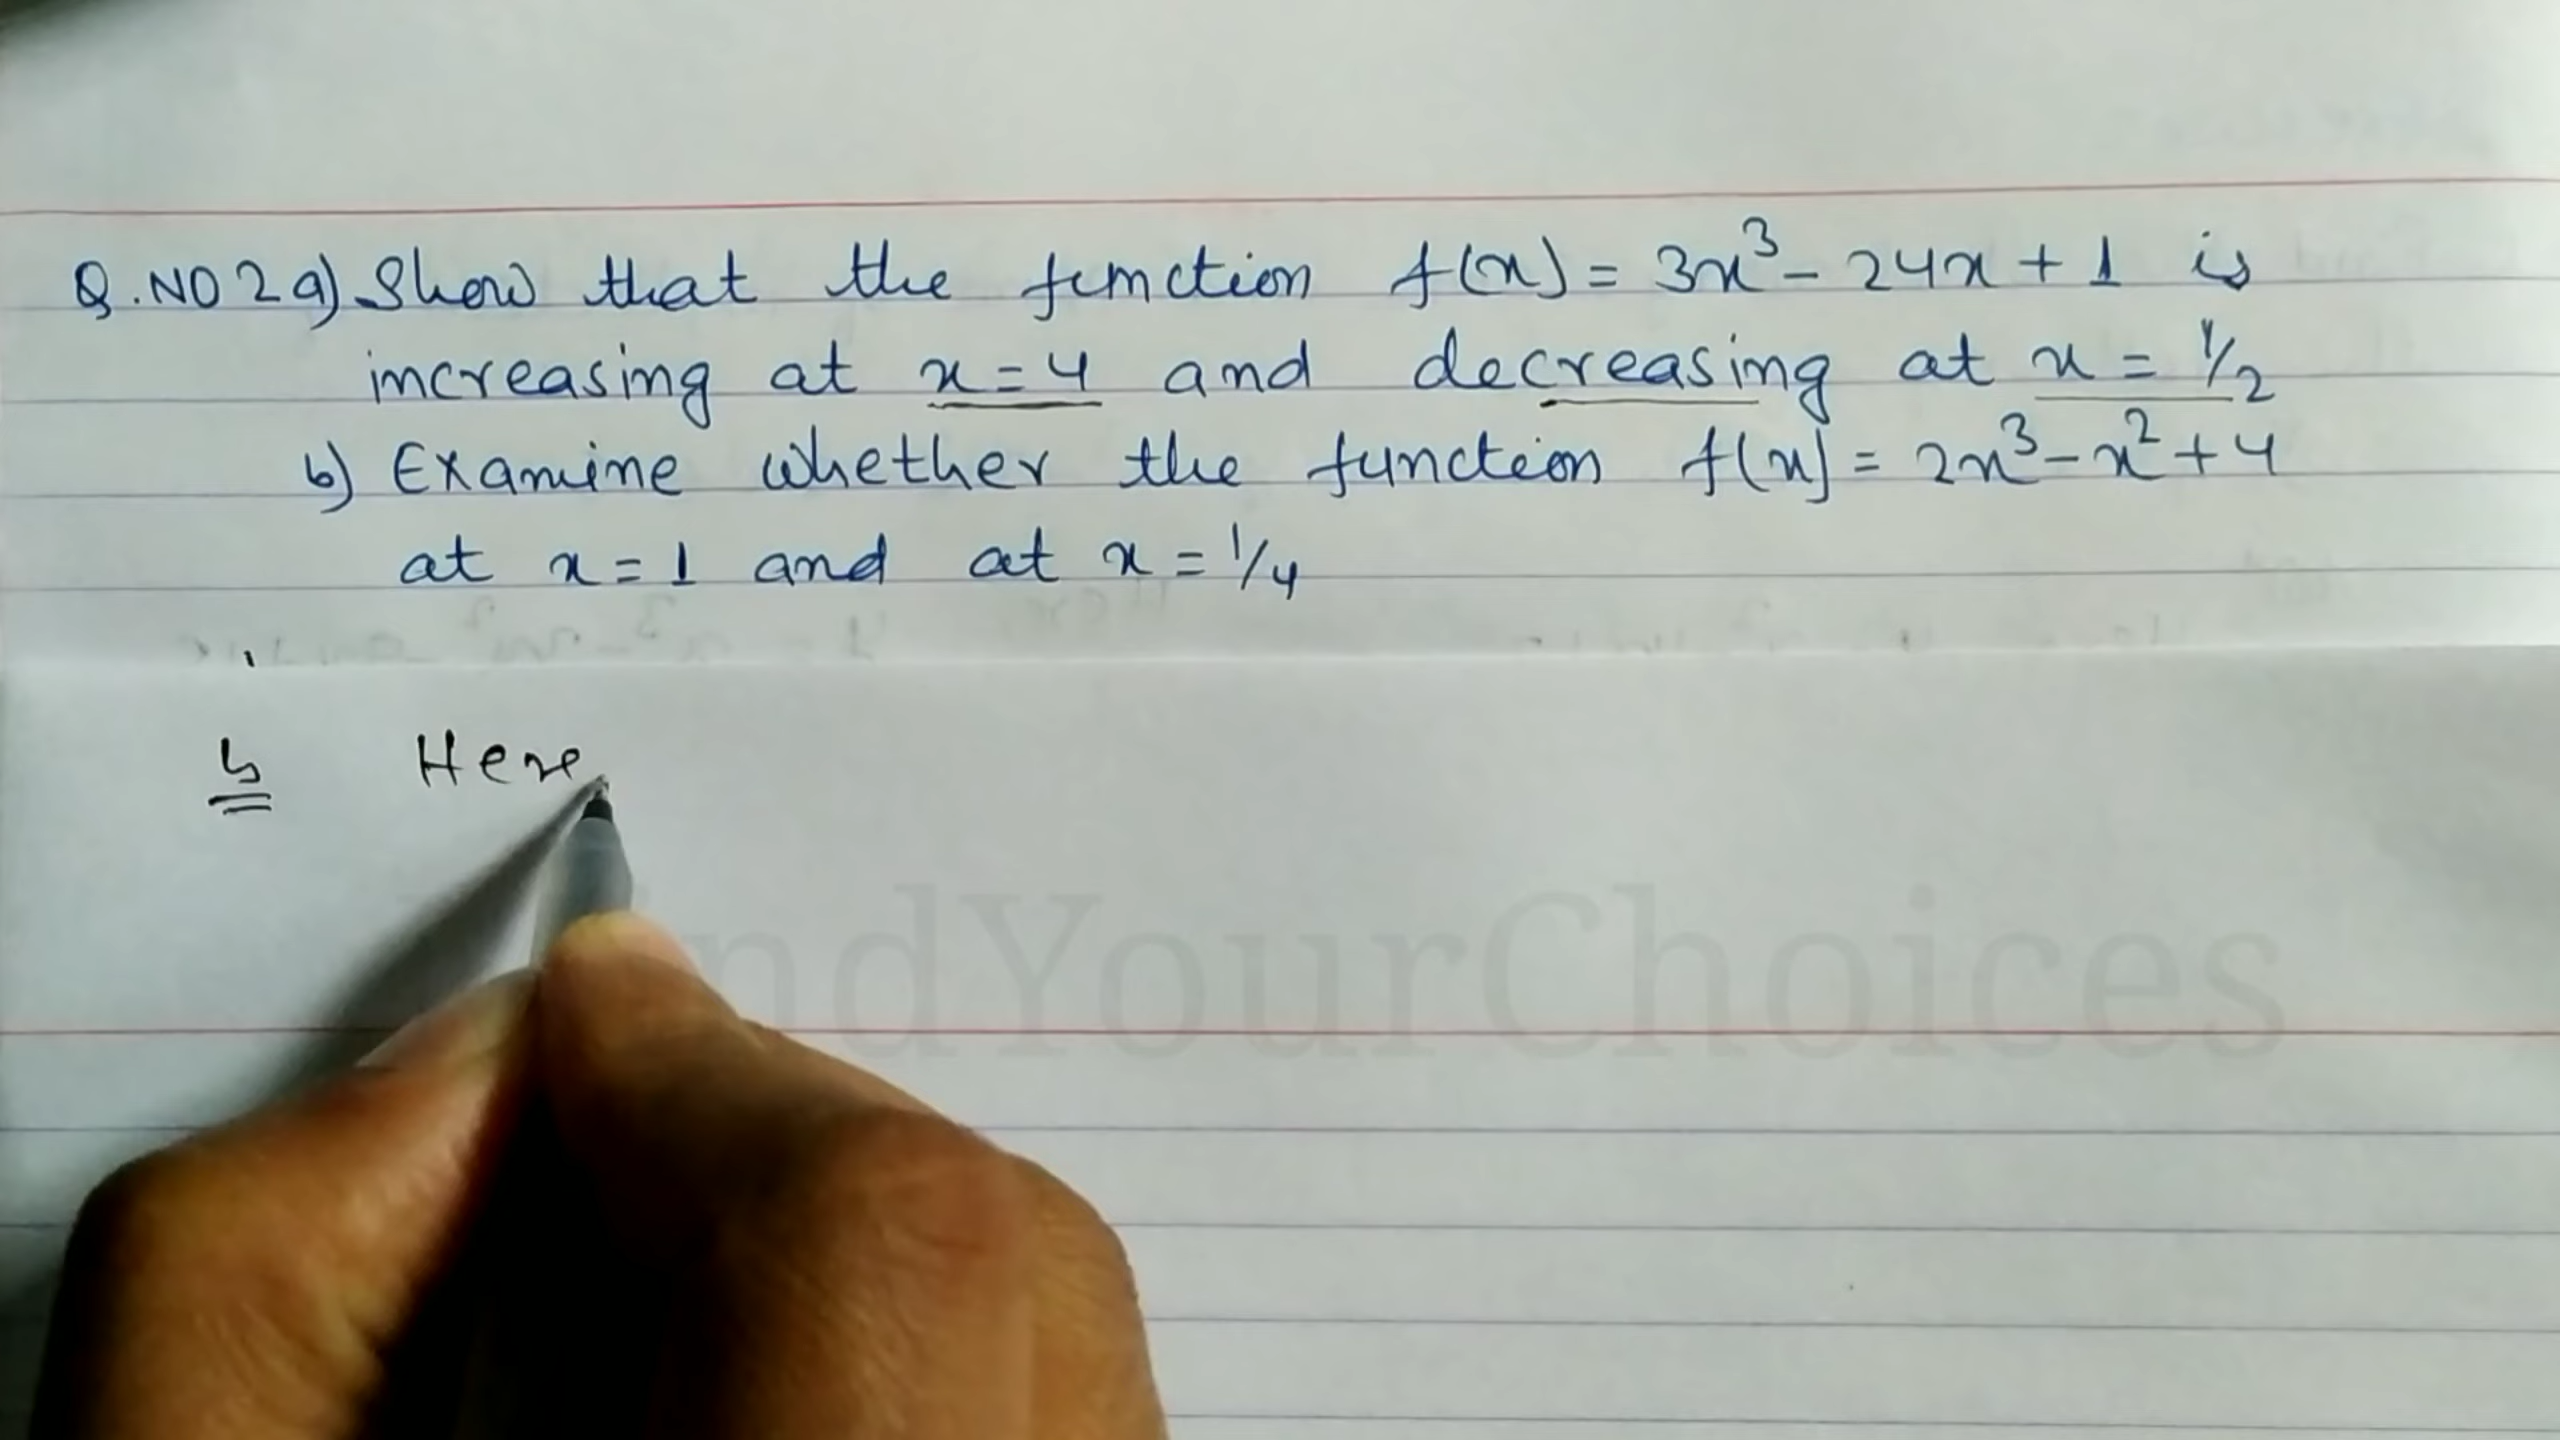 Q.NO 2 a) Show that the function f(x) = 3x³ - 24x + 1 is
increasing at x = 4 and decreasing at x = 1/2
b) Examine whether the function f(x) = 2x³ - x² + 4
at x = 1 and at x = 1/4
Here
ndYourChoices